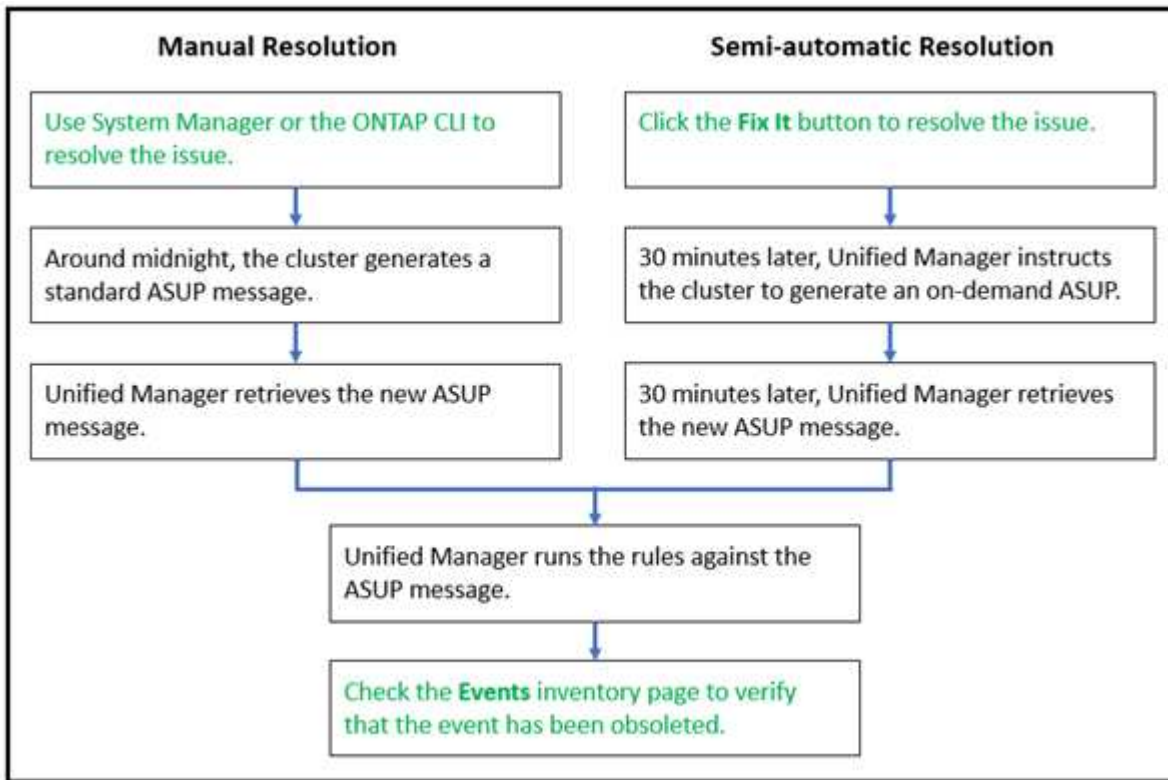 Manual Resolution
Use System Manager or the ONTAP CLI to
resolve the issue.
Around midnight, the cluster generates a
standard ASUP message.
Unified Manager retrieves the new ASUP
message.
Semi-automatic Resolution
Click the Fix It button to resolve the issue.
30 minutes later, Unified Manager instructs
the cluster to generate an on-demand ASUP.
30 minutes later, Unified Manager retrieves
the new ASUP message.
Unified Manager runs the rules against the
ASUP message.
Check the Events inventory page to verify
that the event has been obsoleted.